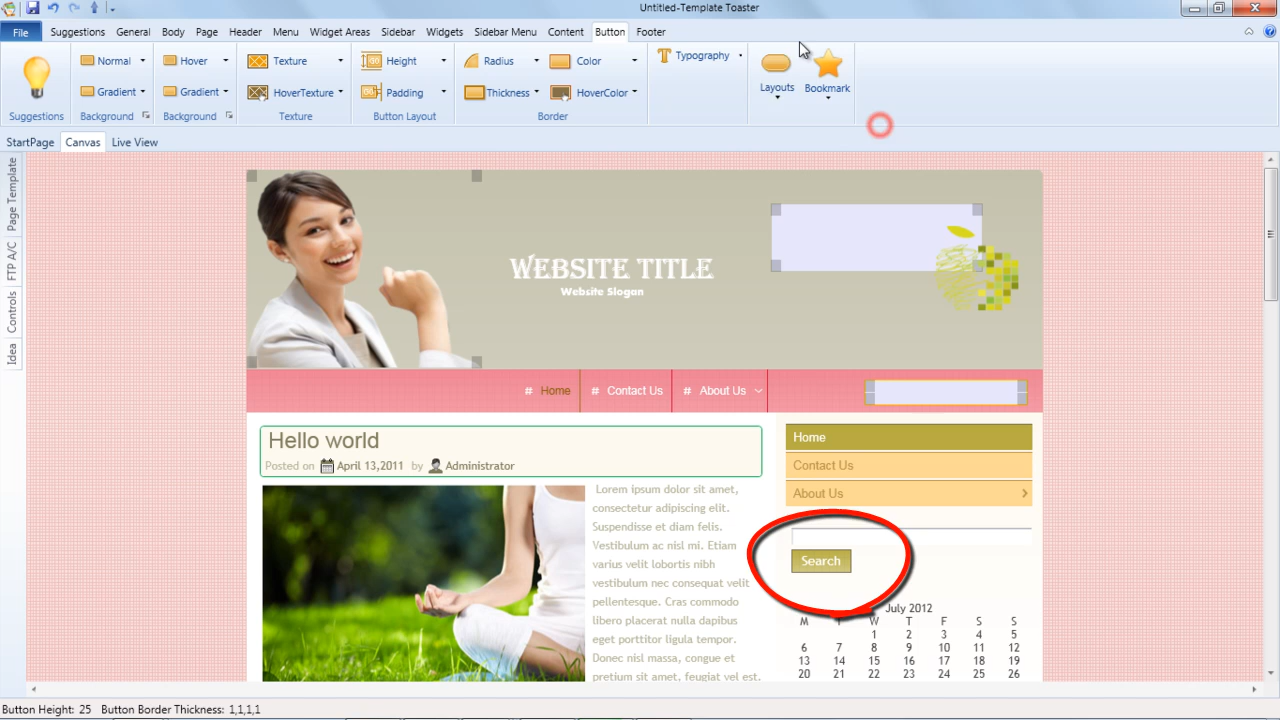 Untitled-Template Toaster
File Suggestions General Body Page Header Menu Widget Areas Sidebar Widgets Sidebar Menu Content Button Footer
Normal Hover Texture Height Radius Color Typography
Gradient Gradient HoverTexture Padding Thickness HoverColor Layouts Bookmark
Suggestions Background Background Texture Button Layout Border
StartPage Canvas Live View
Page Template
FTP A/C
Controls
Idea
WEBSITE TITLE
Website Slogan
# Home # Contact Us # About Us
Hello world
Posted on April 13,2011 by Administrator
Lorem ipsum dolor sit amet,
consectetur adipiscing elit.
Suspendisse et diam felis.
Vestibulum ac nisl mi. Etiam
varius velit lobortis nibh
vestibulum nec consequat velit
pellentesque. Cras commodo
libero placerat nulla dapibus
eget porttitor ligula tempor.
Donec nisl massa, congue et
pretium sit amet, feugiat vel est.
Home
Contact Us
About Us
Search
July 2012
M T W T F S S
1 2 3 4 5
6 7 8 9 10 11 12
13 14 15 16 17 18 19
20 21 22 23 24 25 26
Button Height: 25 Button Border Thickness: 1,1,1,1